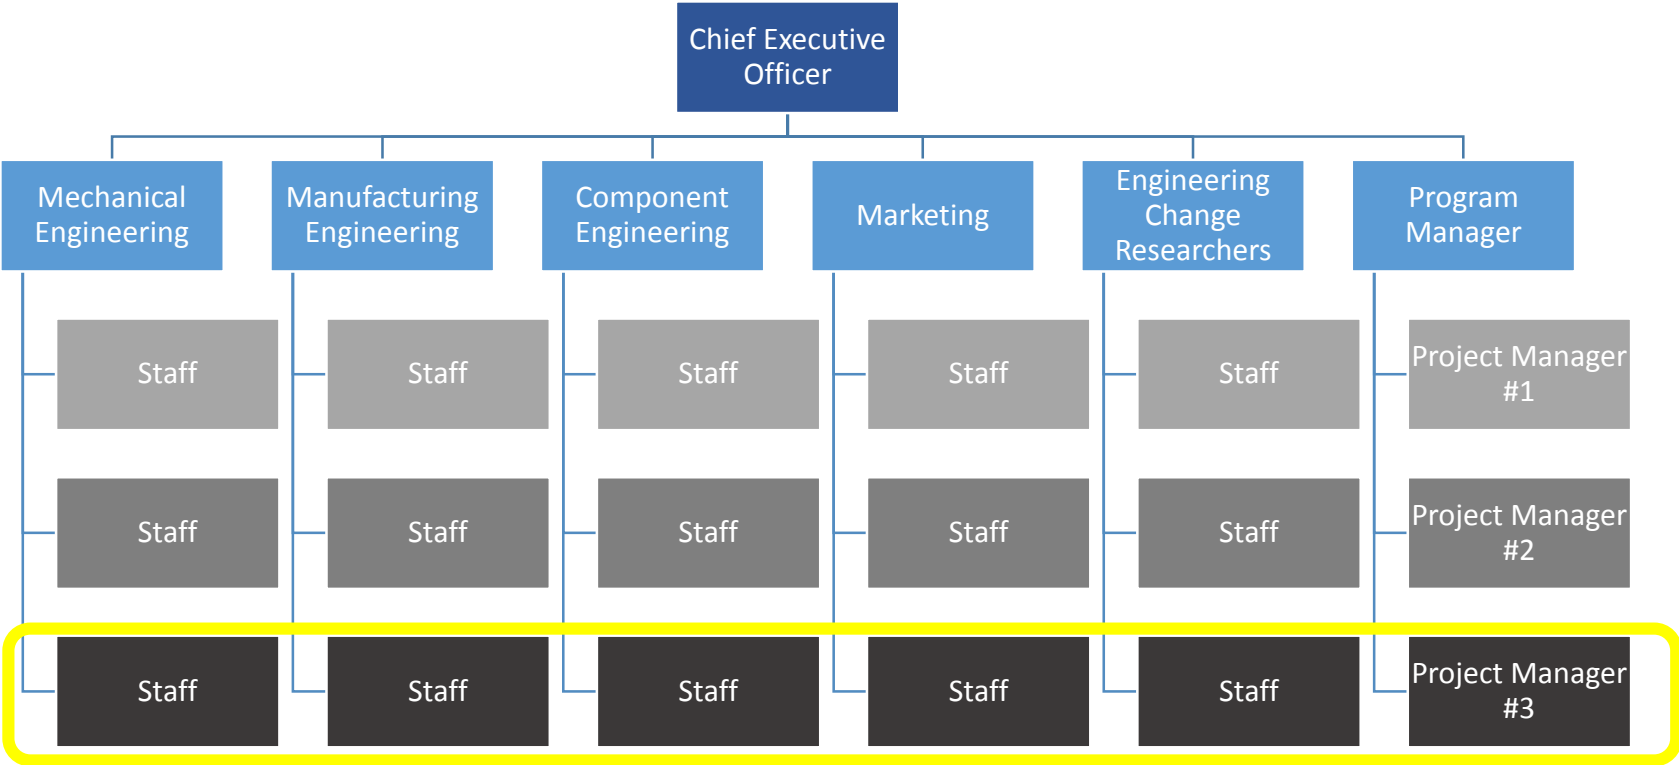 Chief Executive
Officer
Mechanical
Engineering
Manufacturing
Engineering
Component
Engineering
Marketing
Engineering
Change
Researchers
Program
Manager
Staff
Staff
Staff
Staff
Staff
Project Manager
#1
Staff
Staff
Staff
Staff
Staff
Project Manager
#2
Staff
Staff
Staff
Staff
Staff
Project Manager
#3